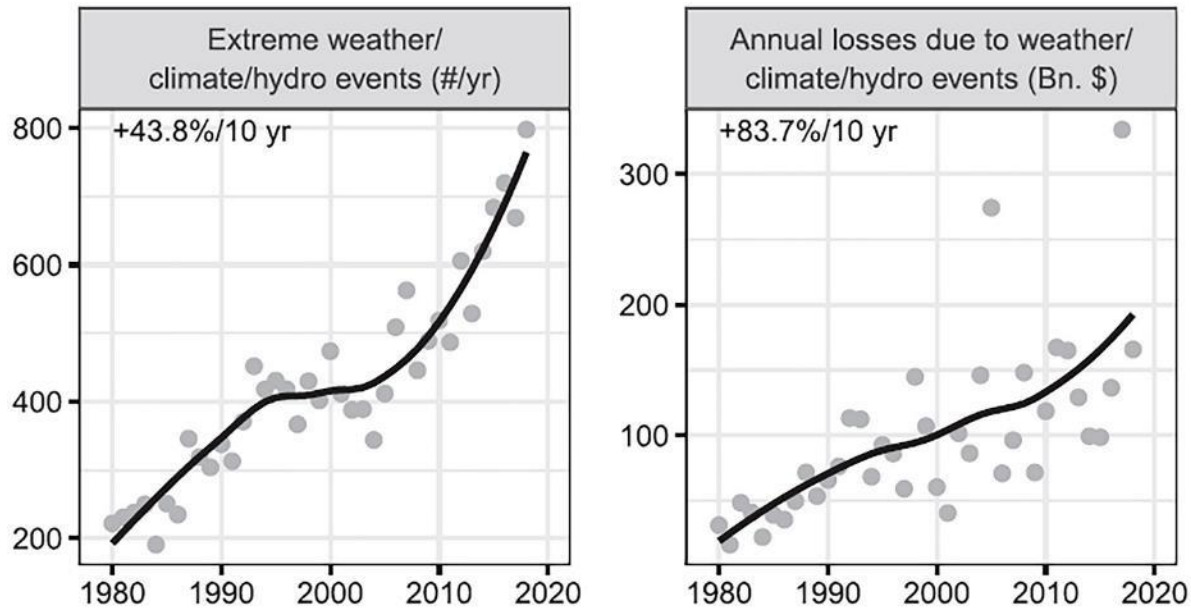 Extreme weather/
climate/hydro events (#/yr)
+43.8%/10 yr
800
600
400
200
1980 1990 2000 2010 2020
Annual losses due to weather/
climate/hydro events (Bn. $)
+83.7%/10 yr
300
200
100
1980 1990 2000 2010 2020